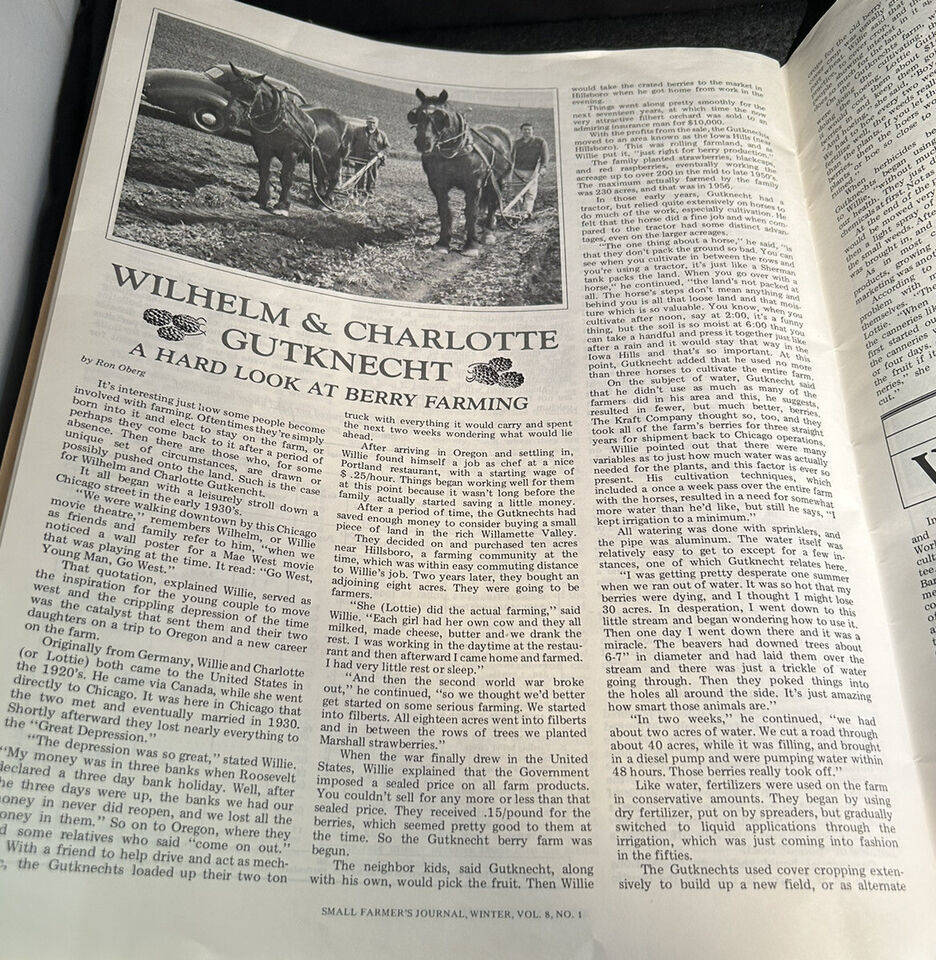 WILHELM & CHARLOTTE
GUTKNECHT
A HARD LOOK AT BERRY FARMING
by Ron Oberg
It's interesting just how some people become
involved with farming. Oftentimes they're simply
born into it and elect to stay on the farm, or
perhaps they come back to it after a period of
absence. Then there are those who, for some
unique set of circumstances, are drawn or
possibly pushed onto the land. Such is the case
for Wilhelm and Charlotte Gutkencht.
It all began with a leisurely stroll down a
Chicago street in the early 1930's.
"We were walking downtown by this Chicago
movie theatre," remembers Wilhelm, or Willie
as friends and family refer to him, "when we
noticed a wall poster for a Mae West movie
that was playing at the time. It read: "Go West,
Young Man, Go West."
That quotation, explained Willie, served as
the inspiration for the young couple to move
west and the crippling depression of the time
was the catalyst that sent them and their two
daughters on a trip to Oregon and a new career
on the farm.
Originally from Germany, Willie and Charlotte
(or Lottie) both came to the United States in
the 1920's. He came via Canada, while she went
directly to Chicago. It was here in Chicago that
the two met and eventually married in 1930.
Shortly afterward they lost nearly everything to
the "Great Depression."
"The depression was so great," stated Willie.
"My money was in three banks when Roosevelt
declared a three day bank holiday. Well, after
the three days were up, the banks we had our
money in never did reopen, and we lost all the
money in them." So on to Oregon, where they
some relatives who said "come on out."
With a friend to help drive and act as mech-
the Gutknechts loaded up their two ton
truck with everything it would carry and spent
the next two weeks wondering what would lie
ahead.
After arriving in Oregon and settling in,
Willie found himself a job as chef at a nice
Portland restaurant, with a starting wage of
$ .25/hour. Things began working well for them
at this point because it wasn't long before the
family actually started saving a little money.
After a period of time, the Gutknechts had
saved enough money to consider buying a small
piece of land in the rich Willamette Valley.
They decided on and purchased ten acres
near Hillsboro, a farming community at the
time, which was within easy commuting distance
to Willie's job. Two years later, they bought an
adjoining eight acres. They were going to be
farmers.
"She (Lottie) did the actual farming," said
Willie. "Each girl had her own cow and they all
milked, made cheese, butter and we drank the
rest. I was working in the daytime at the restau-
rant and then afterward I came home and farmed.
I had very little rest or sleep."
"And then the second world war broke
out," he continued, "so we thought we'd better
get started on some serious farming. We started
into filberts. All eighteen acres went into filberts
and in between the rows of trees we planted
Marshall strawberries."
When the war finally drew in the United
States, Willie explained that the Government
imposed a sealed price on all farm products.
You couldn't sell for any more or less than that
sealed price. They received .15/pound for the
berries, which seemed pretty good to them at
the time. So the Gutknecht berry farm was
begun.
The neighbor kids, said Gutknecht, along
with his own, would pick the fruit. Then Willie
would take the crated berries to the market in
Hillsboro when he got home from work in the
evening.
Things went along pretty smoothly for the
next seventeen years, at which time the now
very attractive filbert orchard was sold to an
admiring insurance man for $10,000.
With the profits from the sale, the Gutknechts
moved to an area known as the Iowa Hills (near
Hillsboro). This was rolling farmland, and as
Willie put it, "just right for berry production."
The family planted strawberries, blackcaps,
and red raspberries, eventually working the
acreage up to over 200 in the mid to late 1950's.
The maximum actually farmed by the family
was 230 acres, and that was in 1956.
In those early years, Gutknecht had a
tractor, but relied quite extensively on horses to
do much of the work, especially cultivation. He
felt that the horse did a fine job and when com-
pared to the tractor had some distinct advan-
tages, even on the larger acreages.
"The one thing about a horse," he said, "is
that they don't pack the ground so bad. You can
see when you cultivate in between the rows and
you're using a tractor, it's just like a Sherman
tank packs the land. When you go over with a
horse," he continued, "the land's not packed at
all. The horse's steps don't mean anything and
behind you is all that loose land and that mois-
ture which is so valuable. You know, when you
cultivate after noon, say at 2:00, it's a funny
thing, but the soil is so moist at 6:00 that you
can take a handful and press it together just like
after a rain and it would stay that way in the
Iowa Hills and that's so important. At this
point, Gutknecht added that he used no more
than three horses to cultivate the entire farm.
On the subject of water, Gutknecht said
that he didn't use as much as many of the
farmers did in his area and this, he suggests,
resulted in fewer, but much better, berries.
The Kraft Company thought so, too, and they
took all of the farm's berries for three straight
years for shipment back to Chicago operations.
Willie pointed out that there were many
variables as to just how much water was actually
needed for the plants, and this factor is ever so
present. His cultivation techniques, which
included a once a week pass over the entire farm
with the horses, resulted in a need for somewhat
more water than he'd like, but still he says, "I
kept irrigation to a minimum."
All watering was done with sprinklers, and
the pipe was aluminum. The water itself was
relatively easy to get to except for a few in-
stances, one of which Gutknecht relates here.
"I was getting pretty desperate one summer
when we ran out of water. It was so hot that my
berries were dying, and I thought I might lose
30 acres. In desperation, I went down to this
little stream and began wondering how to use it.
Then one day I went down there and it was a
miracle. The beavers had downed trees about
6-7" in diameter and had laid them over the
stream and there was just a trickle of water
going through. Then they poked things into
the holes all around the side. It's just amazing
how smart those animals are."
"In two weeks," he continued, "we had
about two acres of water. We cut a road through
about 40 acres, while it was filling, and brought
in a diesel pump and were pumping water within
48 hours. Those berries really took off."
Like water, fertilizers were used on the farm
in conservative amounts. They began by using
dry fertilizer, put on by spreaders, but gradually
switched to liquid applications through the
irrigation, which was just coming into fashion
in the fifties.
The Gutknechts used cover cropping exten-
sively to build up a new field, or as alternate
SMALL FARMER'S JOURNAL, WINTER, VOL. 8, NO. 1